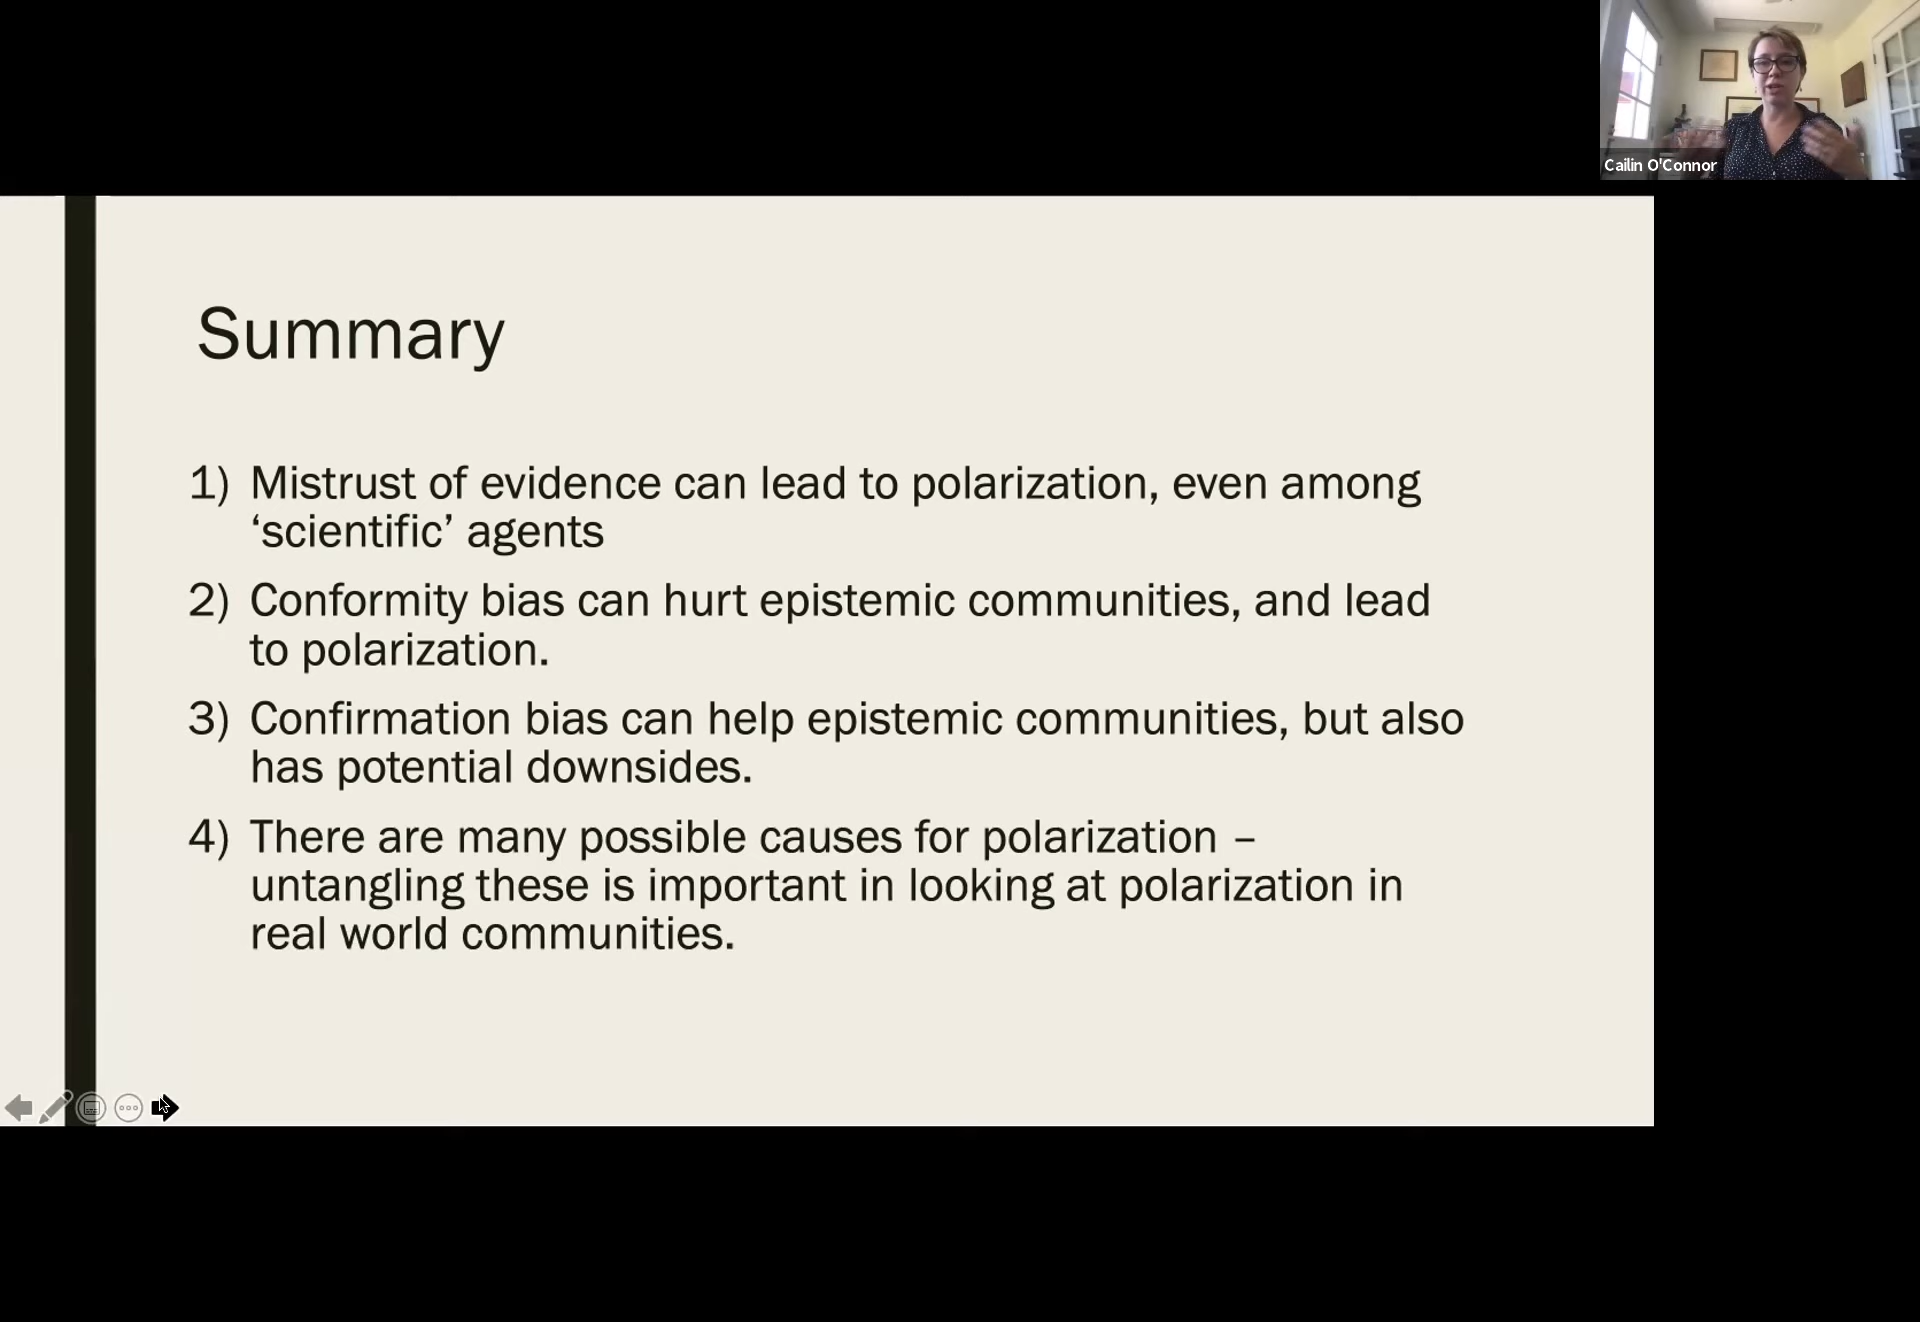 Cailin O'Connor
Summary
1) Mistrust of evidence can lead to polarization, even among
‘scientific’ agents
2) Conformity bias can hurt epistemic communities, and lead
to polarization.
3) Confirmation bias can help epistemic communities, but also
has potential downsides.
4) There are many possible causes for polarization –
untangling these is important in looking at polarization in
real world communities.